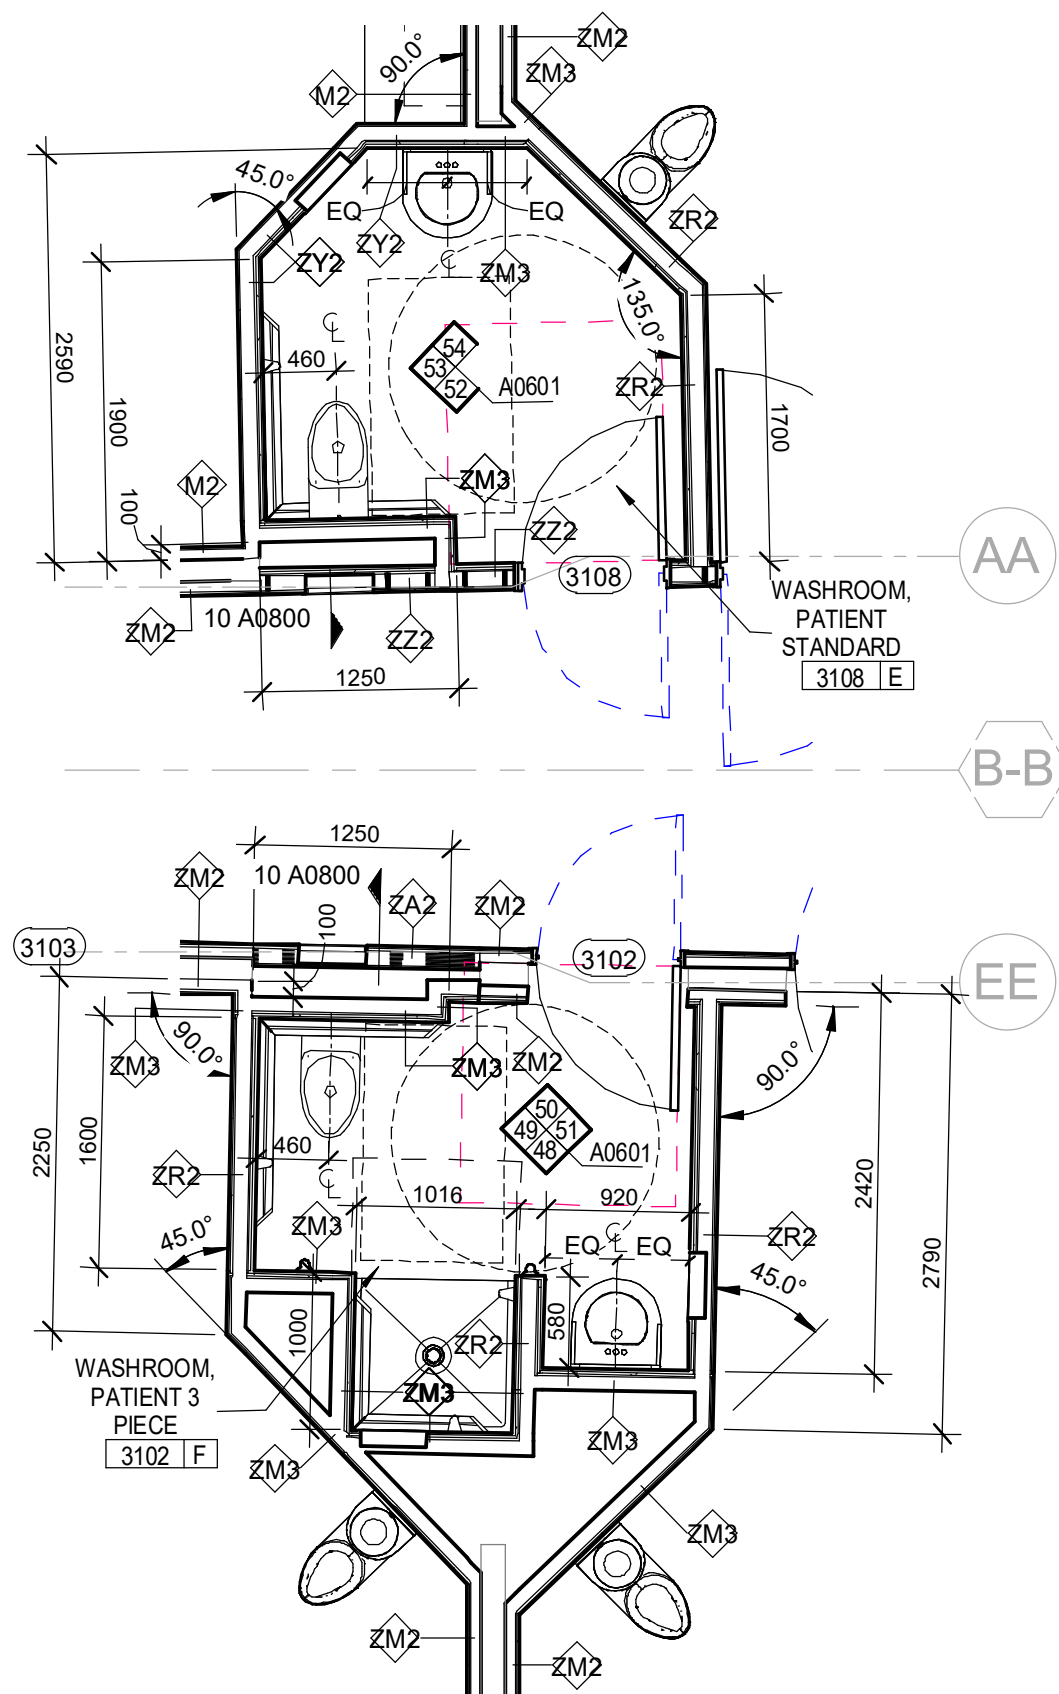 ZM2
90.0°
ZM3
M2
45.0°
EQ
EQ
ZR2
ZY2
ZY2
ZM3
135.0°
2590
54
53
52
A0601
460
ZR2
1900
1700
M2
ZM3
100
ZZ2
AA
3108
WASHROOM,
PATIENT
STANDARD
3108 E
10 A0800
ZM2
ZZ2
1250
B-B
1250
10 A0800
ZM2
ZA2
ZM2
100
3103
3102
EE
90.0°
ZM3
ZM3
ZM2
90.0°
50
49
51
48
A0601
2250
1600
460
ZR2
1016
920
2420
45.0°
ZM3
EQ
EQ
ZR2
2790
45.0°
1000
580
ZR2
WASHROOM,
PATIENT 3
PIECE
3102 F
ZM3
ZM3
ZM3
ZM3
ZM2
ZM2